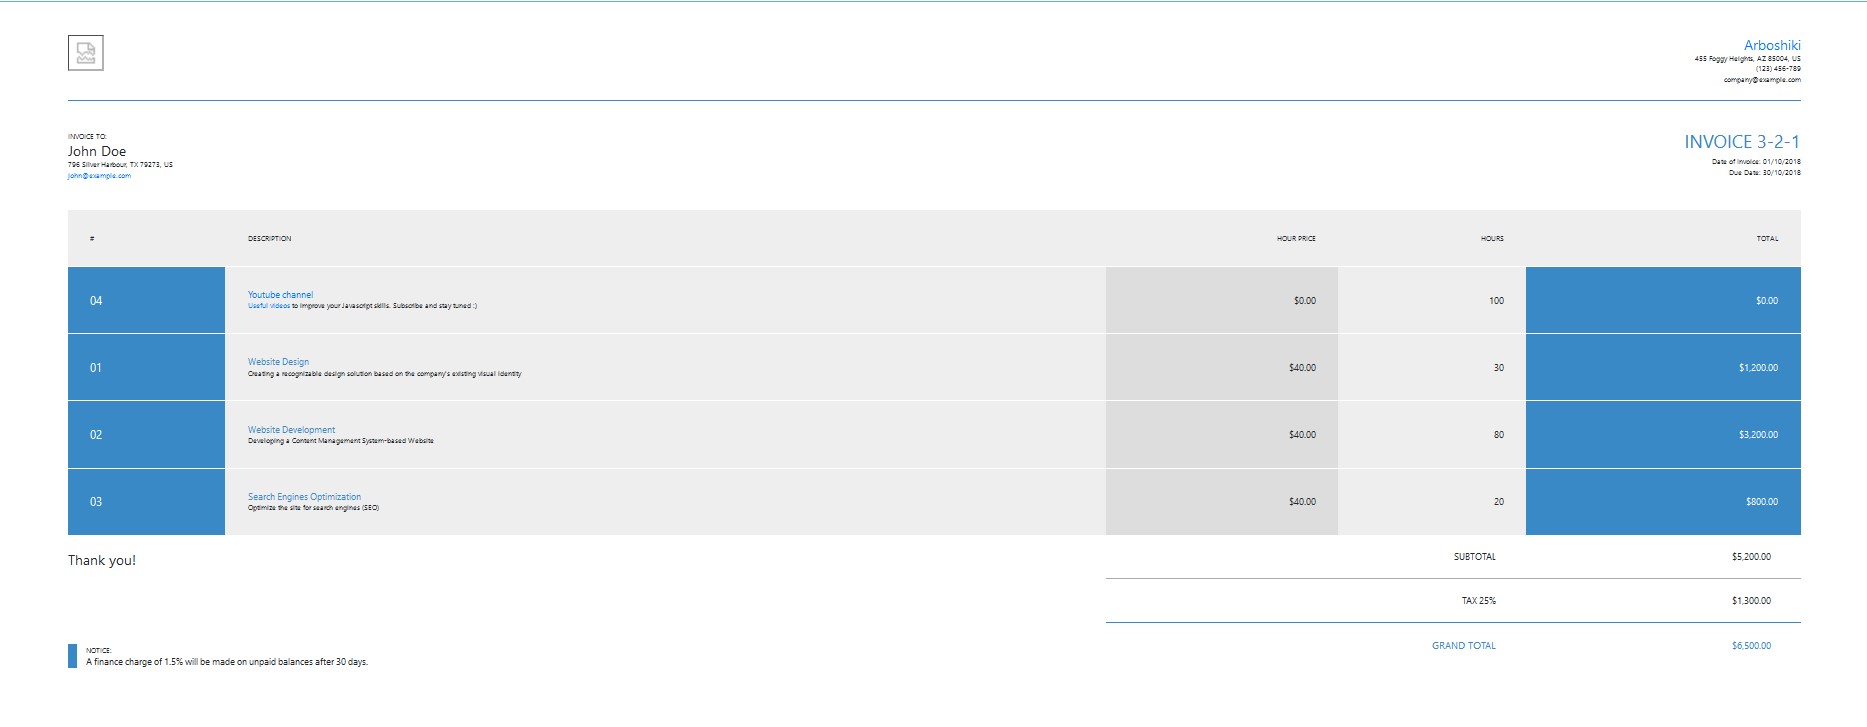 Arboshiki
455 Foggy Heights, AZ 85004, US
(123) 456-789
company@example.com
INVOICE TO:
John Doe
796 Silver Harbour, TX 79273, US
john@example.com
INVOICE 3-2-1
Date of Invoice: 01/10/2018
Due Date: 30/10/2018
# DESCRIPTION HOUR PRICE HOURS TOTAL
04 Youtube channel $0.00 100 $0.00
Useful videos to improve your Javascript skills. Subscribe and stay tuned :)
01 Website Design $40.00 30 $1,200.00
Creating a recognizable design solution based on the company's existing visual identity
02 Website Development $40.00 80 $3,200.00
Developing a Content Management System-based Website
03 Search Engines Optimization $40.00 20 $800.00
Optimize the site for search engines (SEO)
SUBTOTAL $5,200.00
Thank you!
TAX 25% $1,300.00
GRAND TOTAL $6,500.00
NOTICE:
A finance charge of 1.5% will be made on unpaid balances after 30 days.